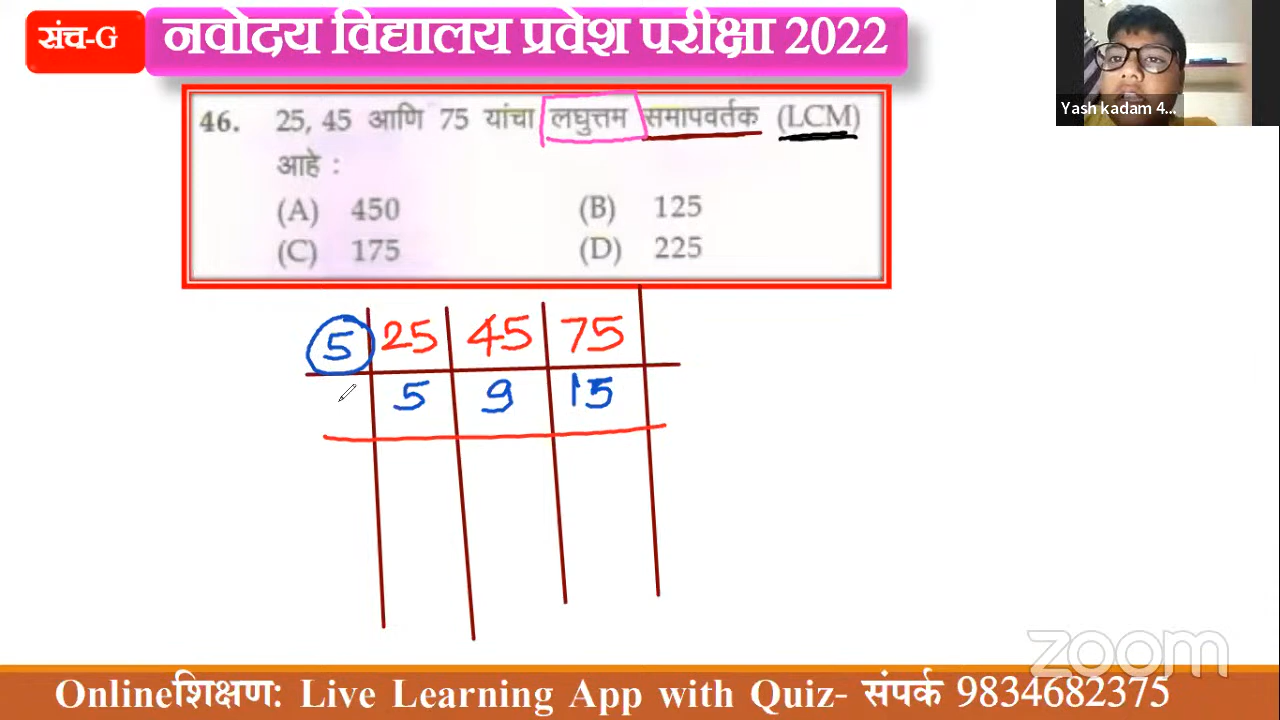 संच-G
नवोदय विद्यालय प्रवेश परीक्षा 2022
Yash kadam 4...
46. 25, 45 आणि 75 यांचा लघुत्तम समापवर्तक (LCM)
आहे :
(A) 450 (B) 125
(C) 175 (D) 225
5 25 45 75
5 9 15
zoom
Onlineशिक्षण: Live Learning App with Quiz- संपर्क 9834682375